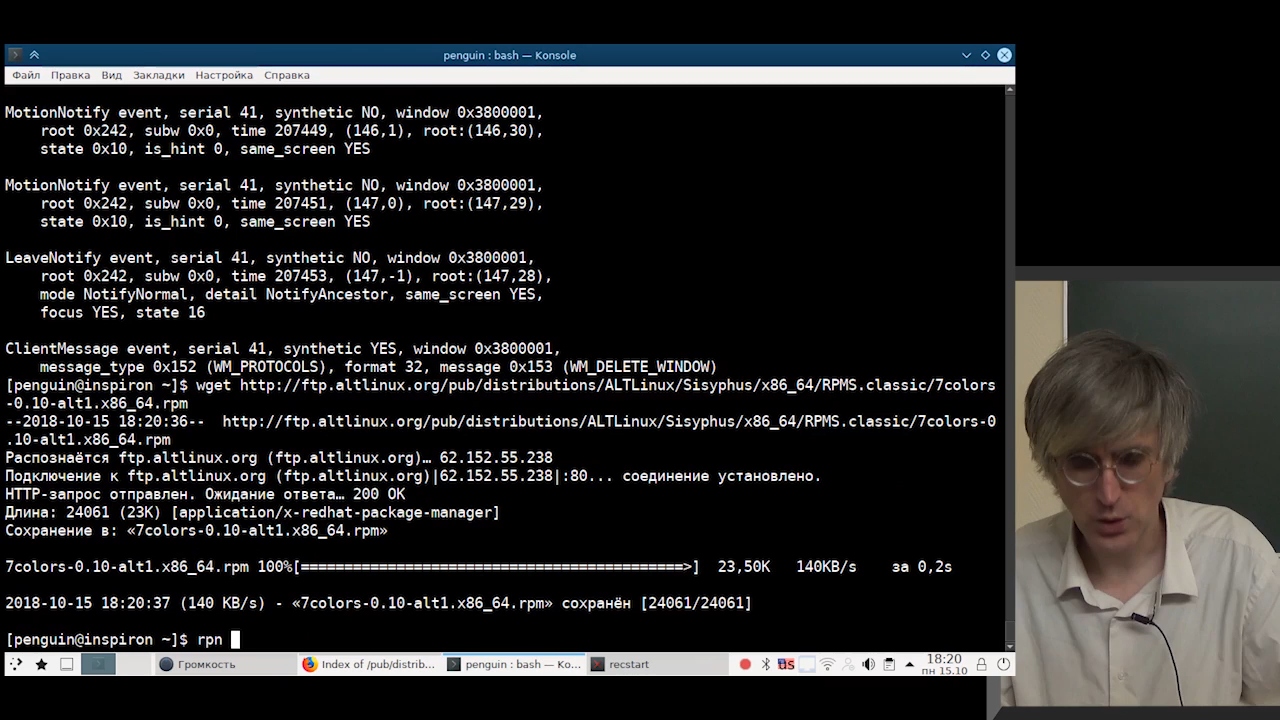 penguin : bash — Konsole
Файл Правка Вид Закладки Настройка Справка
MotionNotify event, serial 41, synthetic NO, window 0x3800001,
root 0x242, subw 0x0, time 207449, (146,1), root:(146,30),
state 0x10, is_hint 0, same_screen YES
MotionNotify event, serial 41, synthetic NO, window 0x3800001,
root 0x242, subw 0x0, time 207451, (147,0), root:(147,29),
state 0x10, is_hint 0, same_screen YES
LeaveNotify event, serial 41, synthetic NO, window 0x3800001,
root 0x242, subw 0x0, time 207453, (147,-1), root:(147,28),
mode NotifyNormal, detail NotifyAncestor, same_screen YES,
focus YES, state 16
ClientMessage event, serial 41, synthetic YES, window 0x3800001,
message_type 0x152 (WM_PROTOCOLS), format 32, message 0x153 (WM_DELETE_WINDOW)
[penguin@inspiron ~]$ wget http://ftp.altlinux.org/pub/distributions/ALTLinux/Sisyphus/x86_64/RPMS.classic/7colors
-0.10-alt1.x86_64.rpm
--2018-10-15 18:20:36-- http://ftp.altlinux.org/pub/distributions/ALTLinux/Sisyphus/x86_64/RPMS.classic/7colors-0
.10-alt1.x86_64.rpm
Распознаётся ftp.altlinux.org (ftp.altlinux.org)… 62.152.55.238
Подключение к ftp.altlinux.org (ftp.altlinux.org)|62.152.55.238|:80... соединение установлено.
HTTP-запрос отправлен. Ожидание ответа… 200 OK
Длина: 24061 (23K) [application/x-redhat-package-manager]
Сохранение в: «7colors-0.10-alt1.x86_64.rpm»
7colors-0.10-alt1.x86_64.rpm 100%[============================================>] 23,50K 140KB/s за 0,2s
2018-10-15 18:20:37 (140 KB/s) - «7colors-0.10-alt1.x86_64.rpm» сохранён [24061/24061]
[penguin@inspiron ~]$ rpn
Громкость Index of /pub/distrib... penguin : bash — Ko... recstart us 18:20
пн 15.10